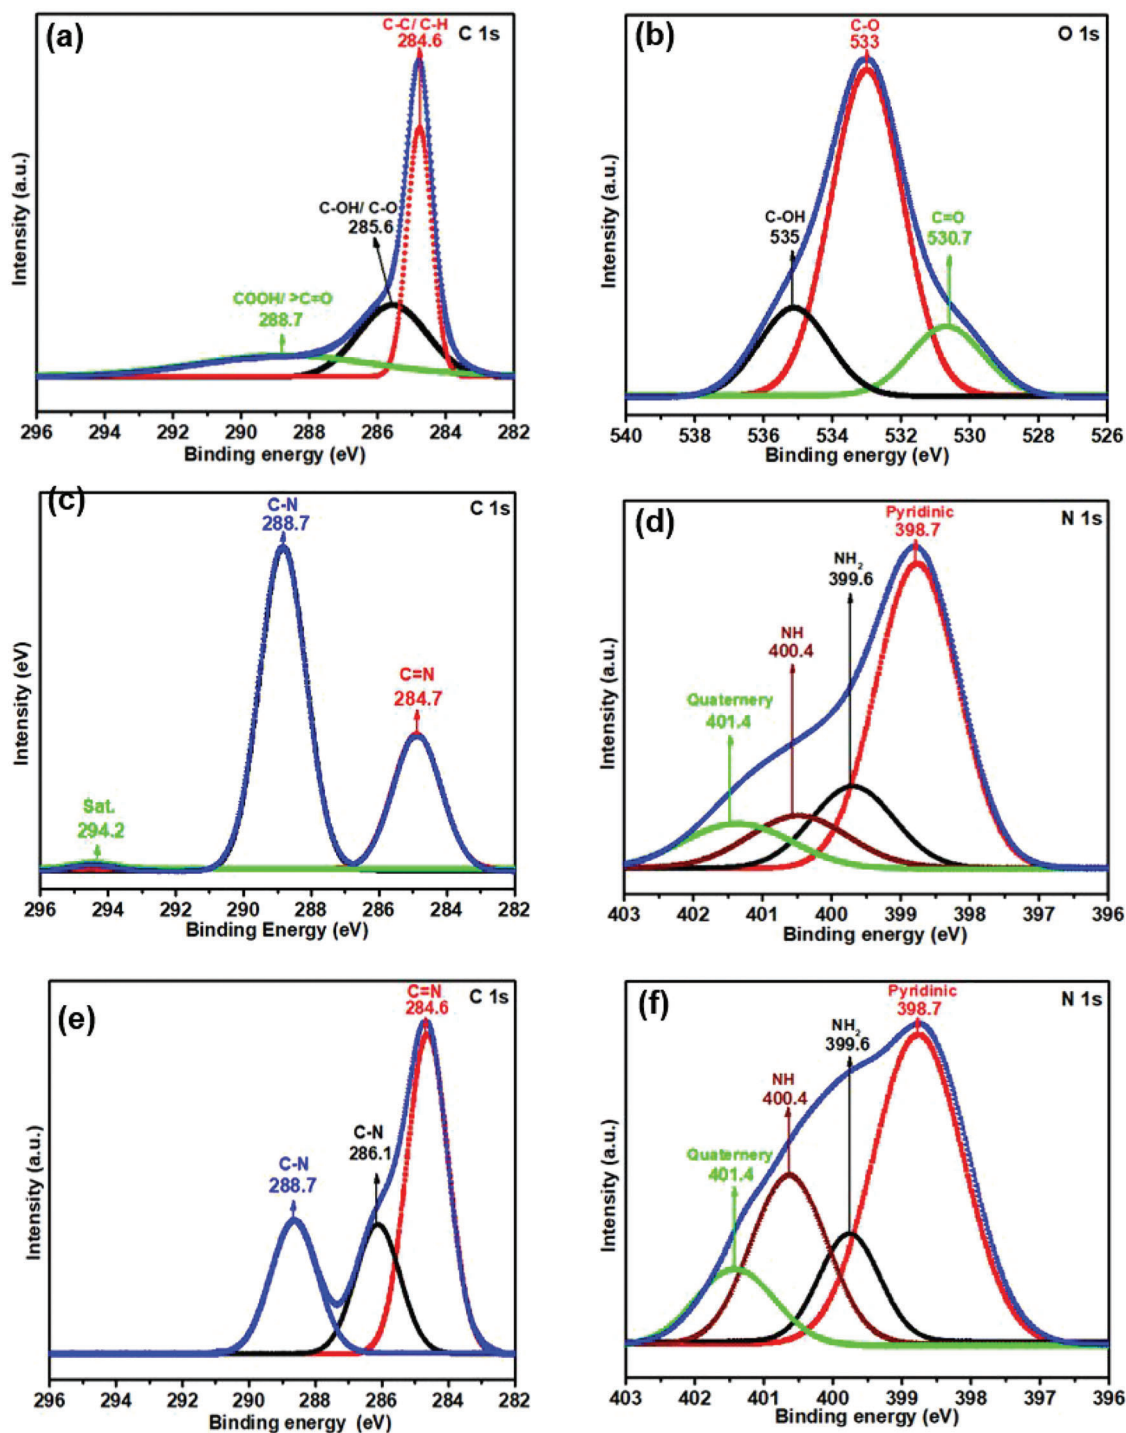 (a)
C 1s
C-C/ C-H
284.6
C-OH/ C-O
285.6
COOH/ >C=O
288.7
Intensity (a.u.)
296 294 292 290 288 286 284 282
Binding energy (eV)
(b)
O 1s
C-O
533
C-OH
535
C=O
530.7
Intensity (a.u.)
540 538 536 534 532 530 528 526
Binding energy (eV)
(c)
C 1s
C-N
288.7
C=N
284.7
Sat.
294.2
Intensity (eV)
296 294 292 290 288 286 284 282
Binding Energy (eV)
(d)
N 1s
Pyridinic
398.7
NH2
399.6
NH
400.4
Quaternery
401.4
Intensity (a.u.)
403 402 401 400 399 398 397 396
Binding energy (eV)
(e)
C 1s
C=N
284.6
C-N
286.1
C-N
288.7
Intensity (a.u.)
296 294 292 290 288 286 284 282
Binding energy (eV)
(f)
N 1s
Pyridinic
398.7
NH2
399.6
NH
400.4
Quaternery
401.4
Intensity (a.u.)
403 402 401 400 399 398 397 396
Binding energy (eV)